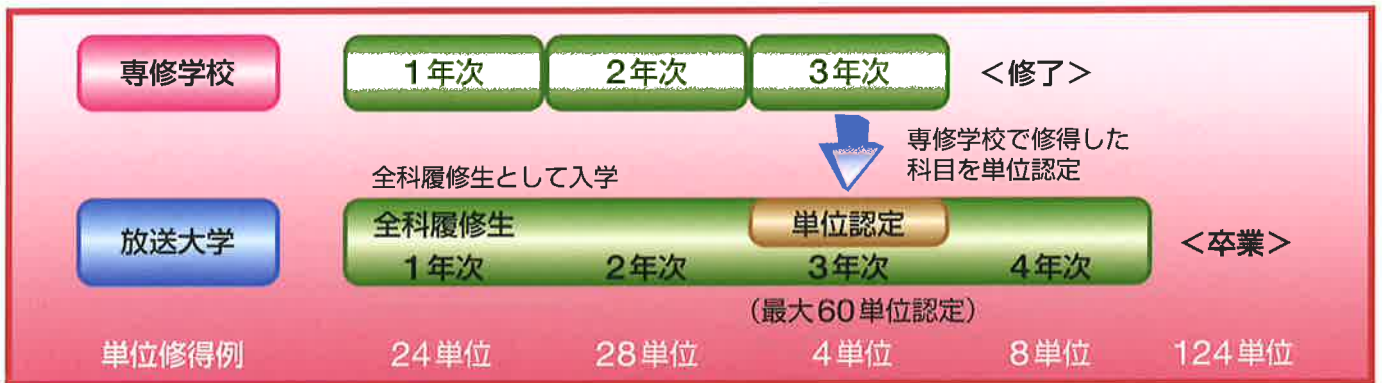 専修学校 1年次 2年次 3年次 <修了>
専修学校で修得した
科目を単位認定
全科履修生として入学
放送大学 全科履修生 単位認定 <卒業>
1年次 2年次 3年次 4年次
(最大60単位認定)
単位修得例 24単位 28単位 4単位 8単位 124単位